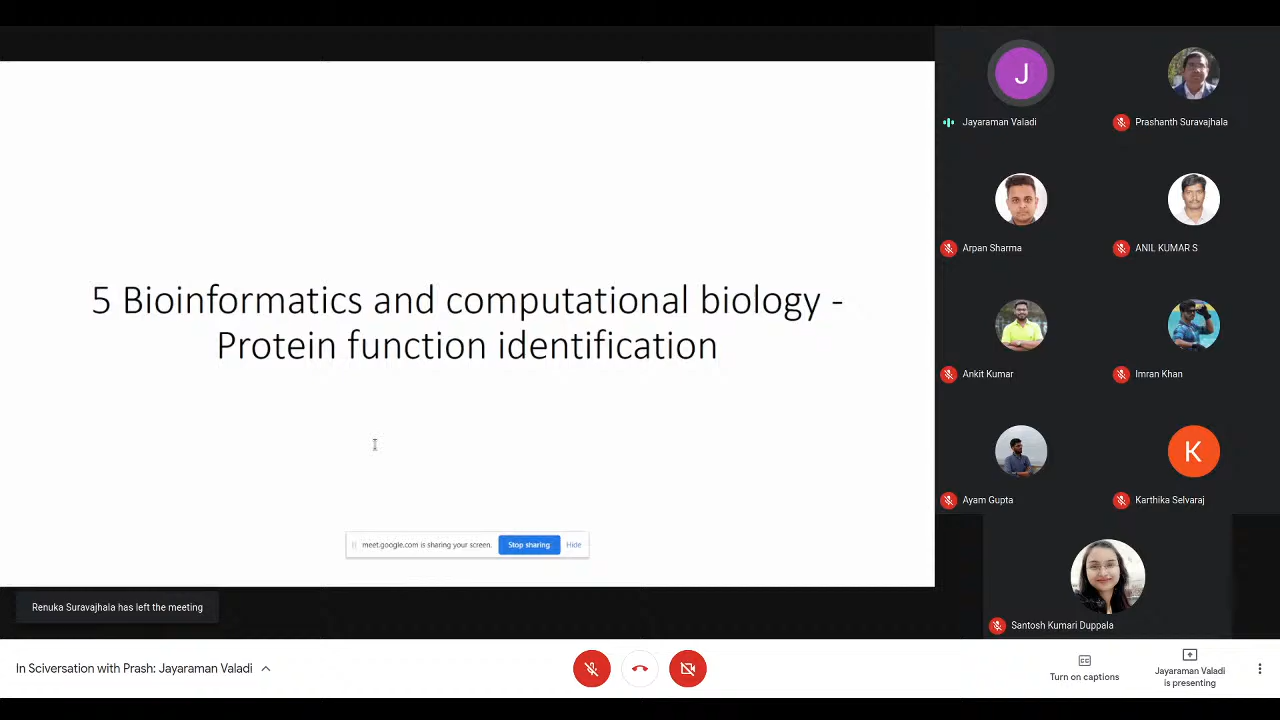 5 Bioinformatics and computational biology -
Protein function identification
meet.google.com is sharing your screen.
Stop sharing
Hide
J
Jayaraman Valadi
Prashanth Suravajhala
Arpan Sharma
ANIL KUMAR S
Ankit Kumar
Imran Khan
Ayam Gupta
K
Karthika Selvaraj
Santosh Kumari Duppala
Renuka Suravajhala has left the meeting
In Sciversation with Prash: Jayaraman Valadi
CC
Turn on captions
Jayaraman Valadi
is presenting